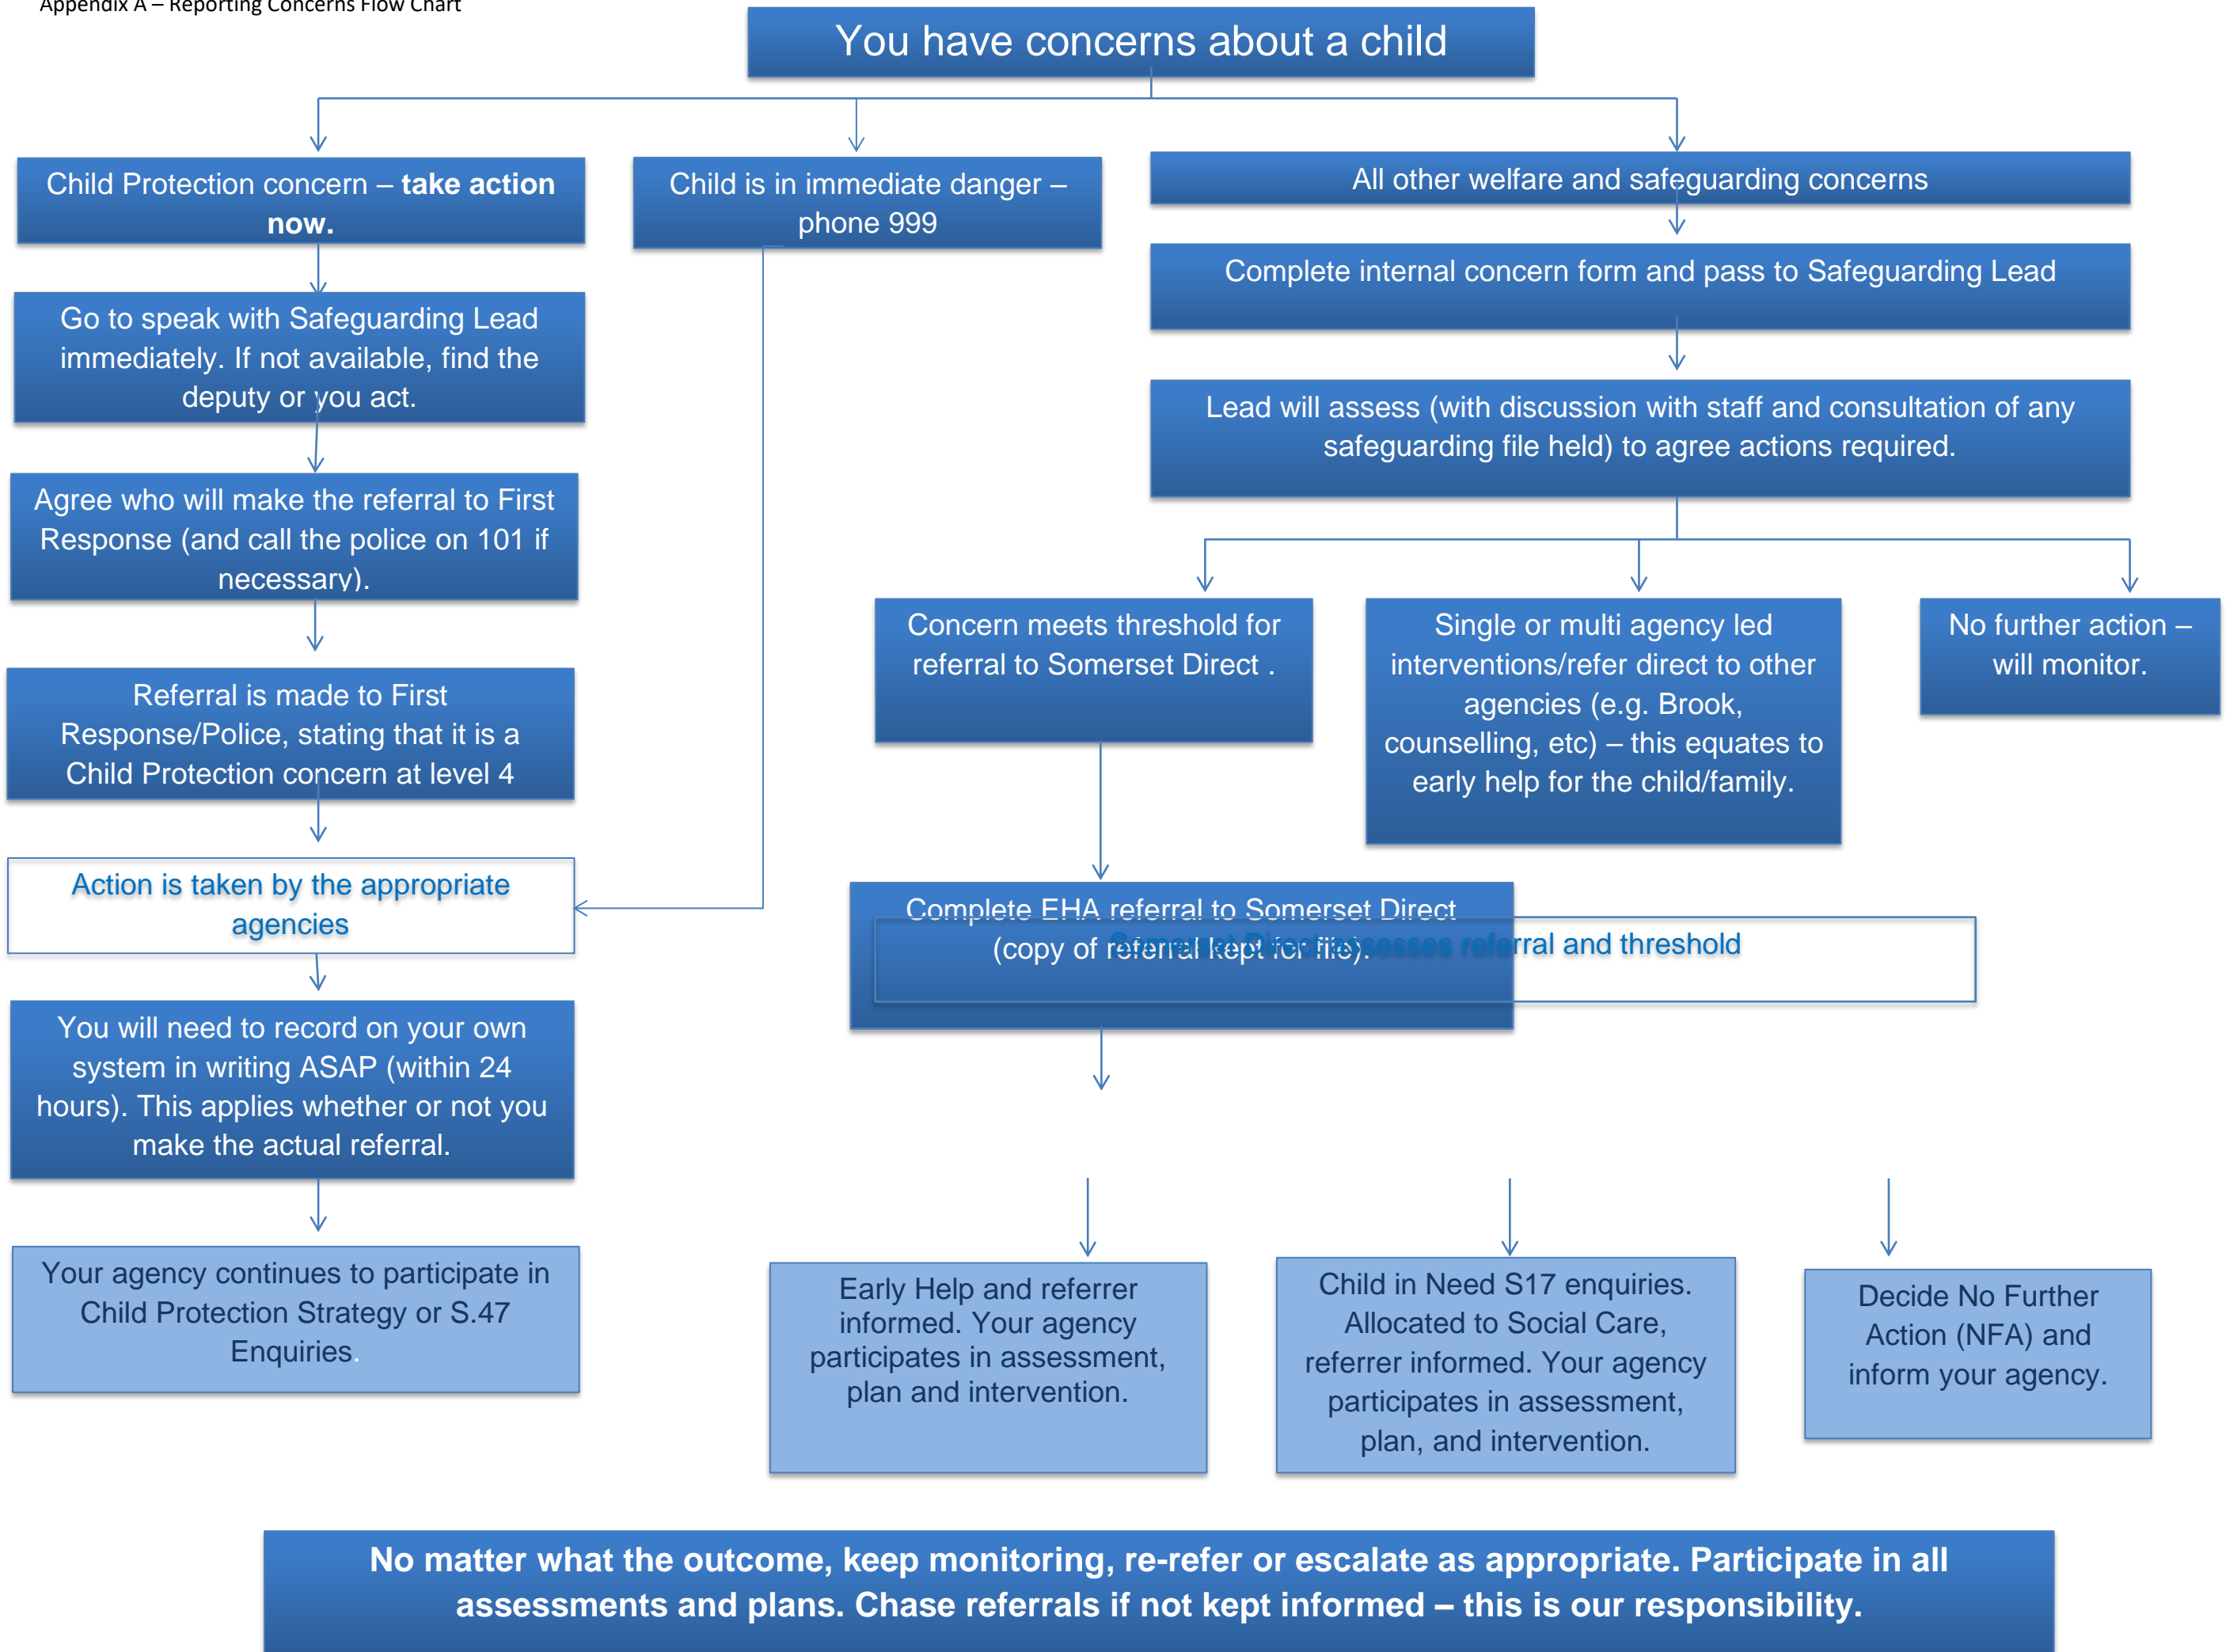 Appendix A – Reporting Concerns Flow Chart
You have concerns about a child
Child Protection concern – take action
now.
Go to speak with Safeguarding Lead
immediately. If not available, find the
deputy or you act.
Agree who will make the referral to First
Response (and call the police on 101 if
necessary).
Referral is made to First
Response/Police, stating that it is a
Child Protection concern at level 4
Action is taken by the appropriate
agencies
You will need to record on your own
system in writing ASAP (within 24
hours). This applies whether or not you
make the actual referral.
Your agency continues to participate in
Child Protection Strategy or S.47
Enquiries.
Child is in immediate danger –
phone 999
All other welfare and safeguarding concerns
Complete internal concern form and pass to Safeguarding Lead
Lead will assess (with discussion with staff and consultation of any
safeguarding file held) to agree actions required.
Concern meets threshold for
referral to Somerset Direct .
Single or multi agency led
interventions/refer direct to other
agencies (e.g. Brook,
counselling, etc) – this equates to
early help for the child/family.
No further action –
will monitor.
Complete EHA referral to Somerset Direct
(copy of referral kept for file).
Somerset Direct assesses referral and threshold
Early Help and referrer
informed. Your agency
participates in assessment,
plan and intervention.
Child in Need S17 enquiries.
Allocated to Social Care,
referrer informed. Your agency
participates in assessment,
plan, and intervention.
Decide No Further
Action (NFA) and
inform your agency.
No matter what the outcome, keep monitoring, re-refer or escalate as appropriate. Participate in all
assessments and plans. Chase referrals if not kept informed – this is our responsibility.